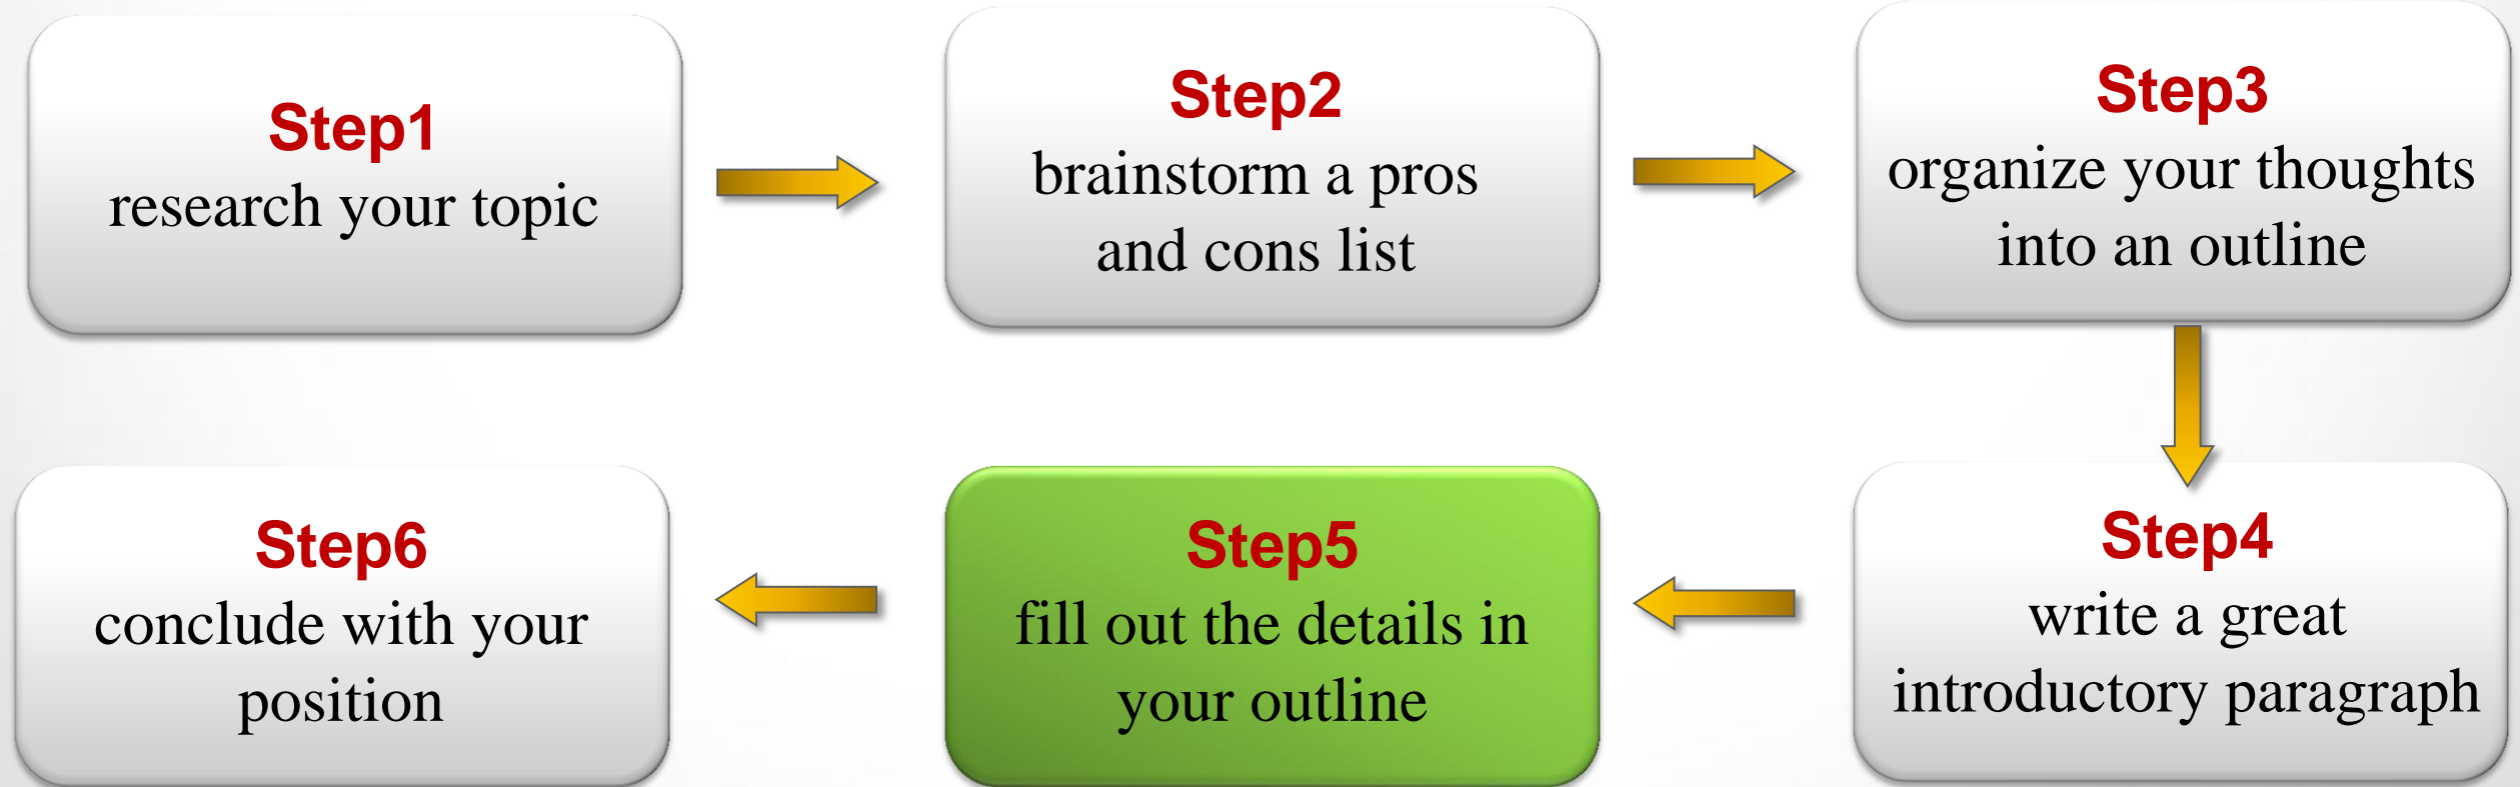 Step1
research your topic
Step2
brainstorm a pros
and cons list
Step3
organize your thoughts
into an outline
Step4
write a great
introductory paragraph
Step5
fill out the details in
your outline
Step6
conclude with your
position